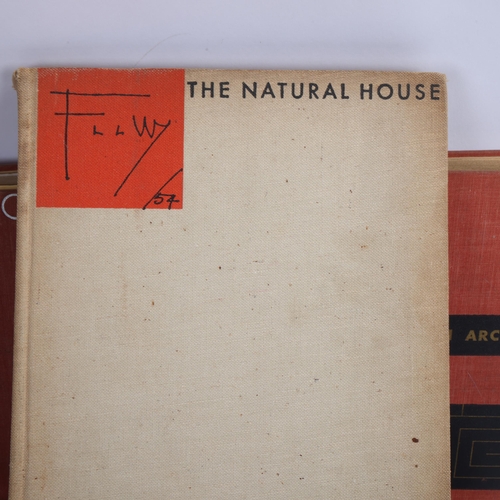 THE NATURAL HOUSE
FLLW
/54
ARC